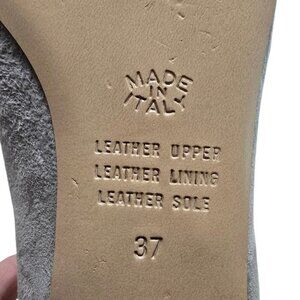 MADE
IN
ITALY
LEATHER UPPER
LEATHER LINING
LEATHER SOLE
37